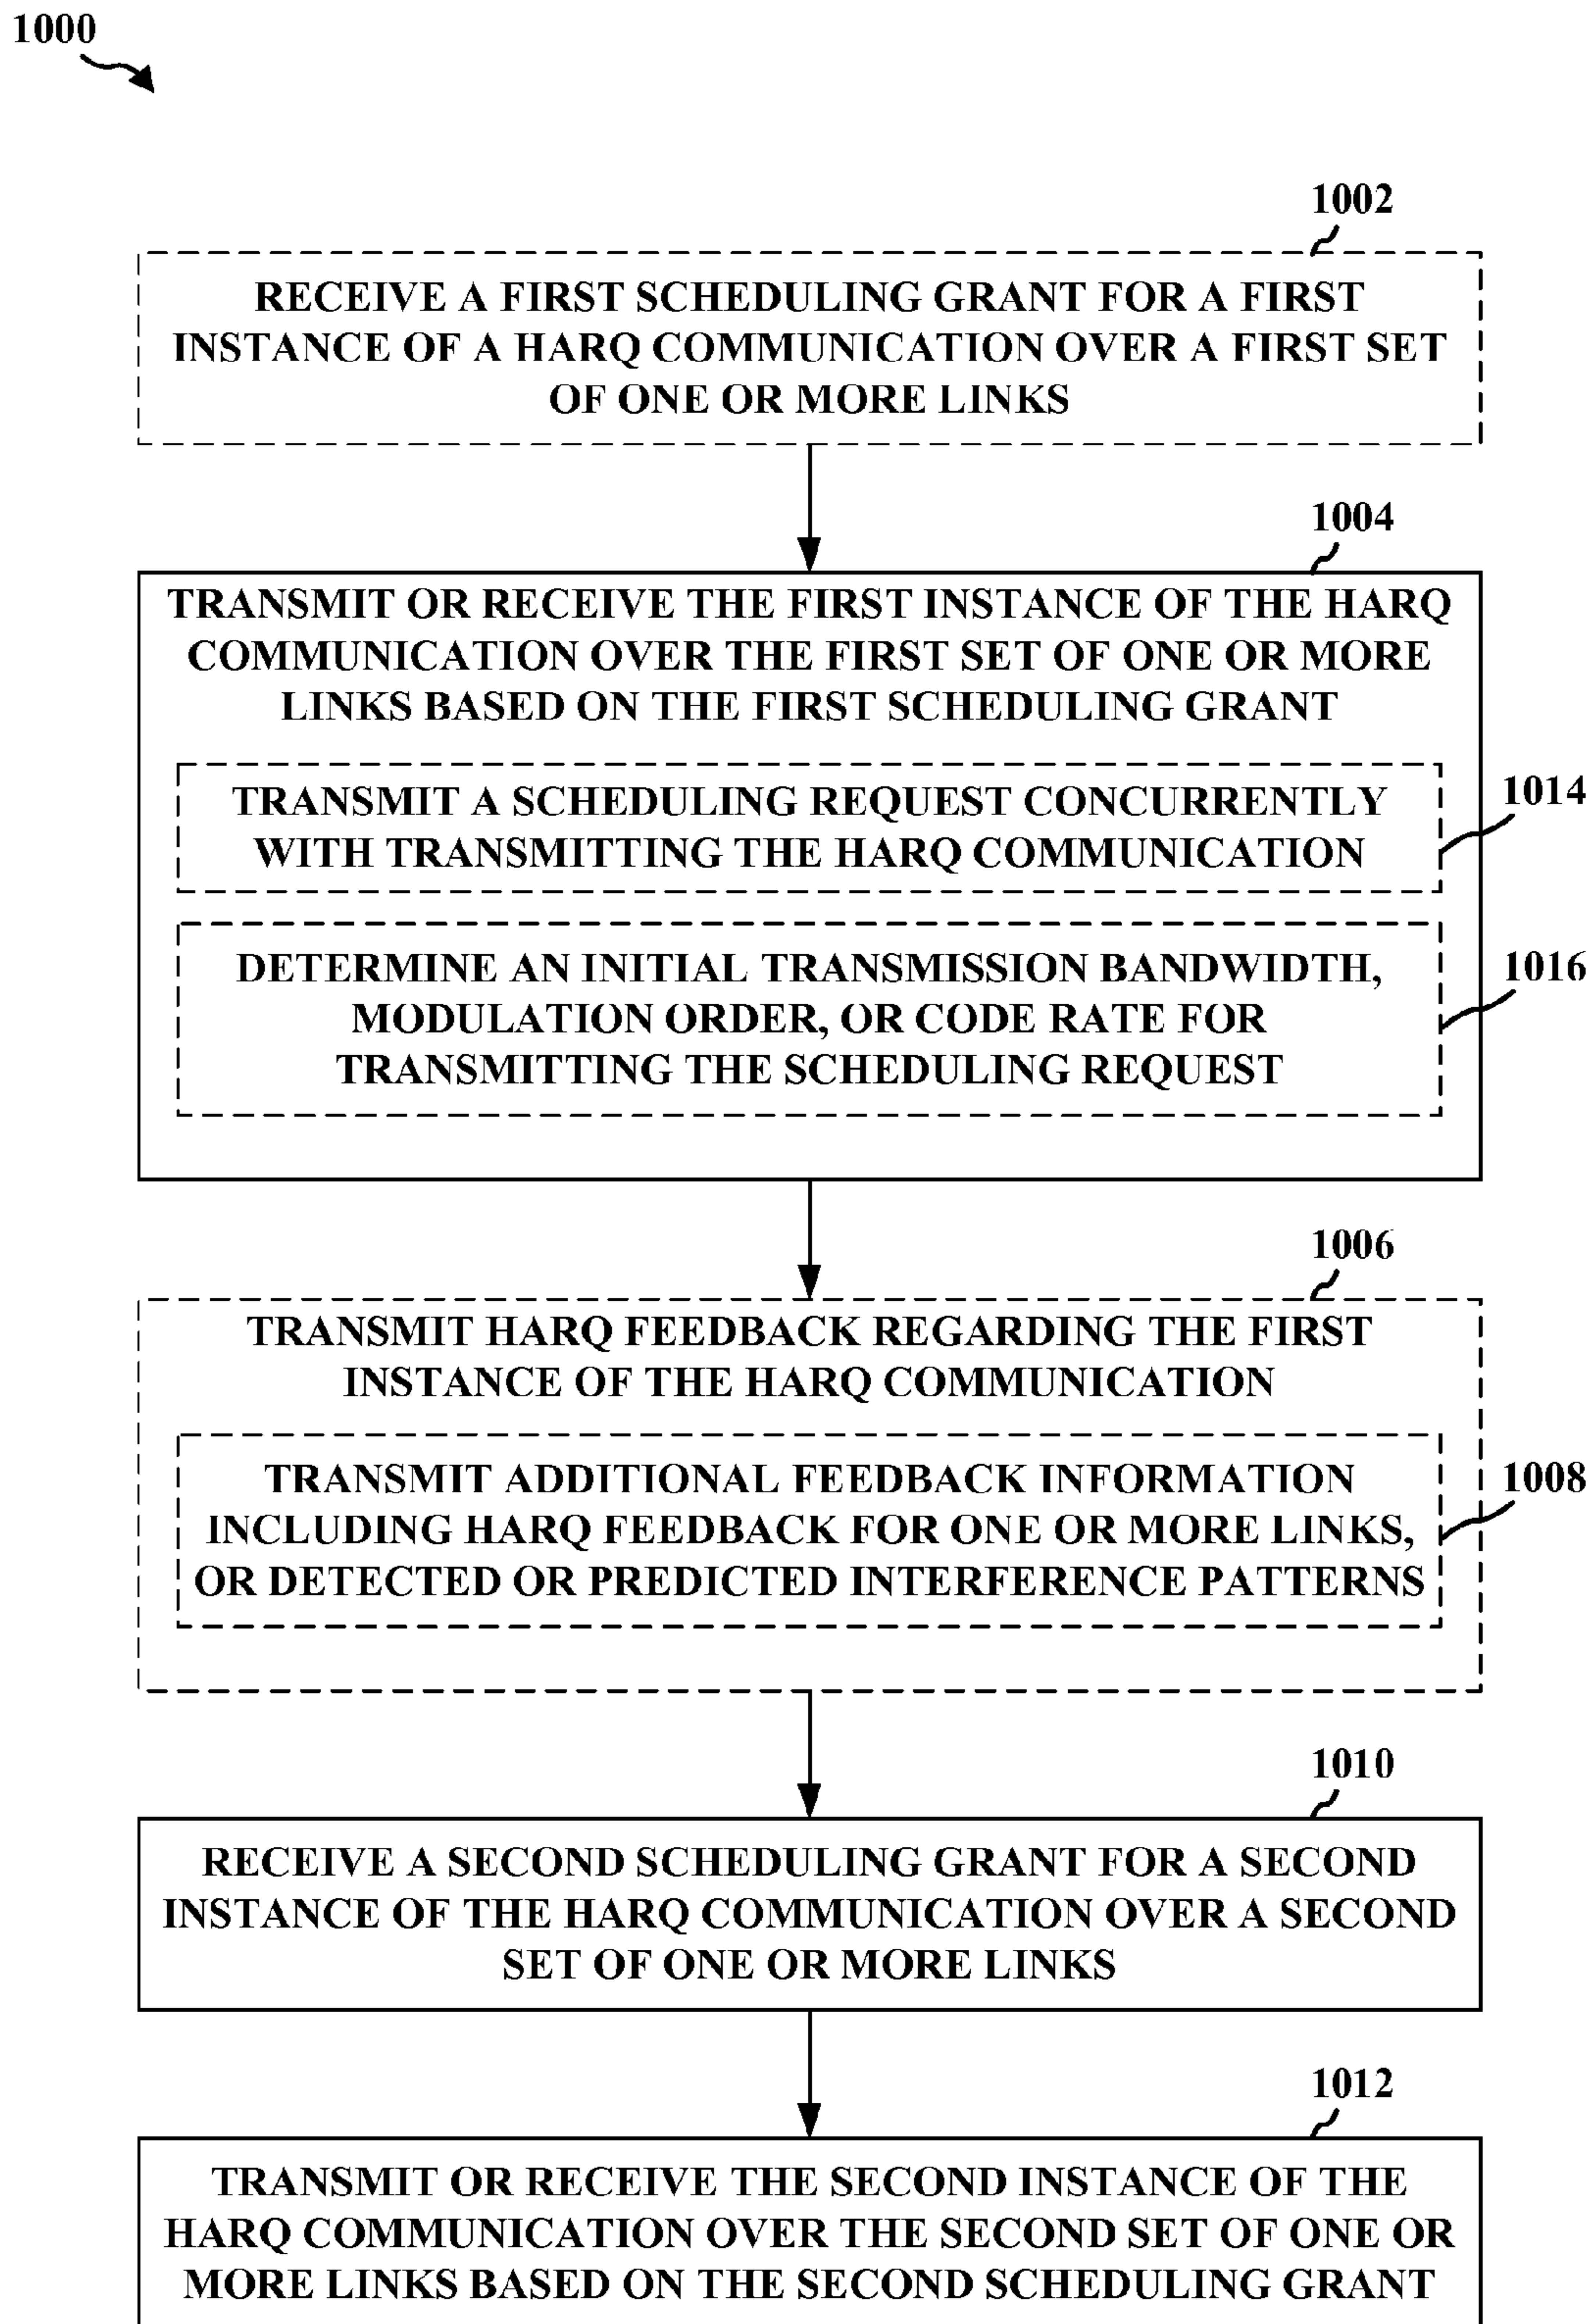 1000
1002
RECEIVE A FIRST SCHEDULING GRANT FOR A FIRST
INSTANCE OF A HARQ COMMUNICATION OVER A FIRST SET
OF ONE OR MORE LINKS
1004
TRANSMIT OR RECEIVE THE FIRST INSTANCE OF THE HARQ
COMMUNICATION OVER THE FIRST SET OF ONE OR MORE
LINKS BASED ON THE FIRST SCHEDULING GRANT
1014
TRANSMIT A SCHEDULING REQUEST CONCURRENTLY
WITH TRANSMITTING THE HARQ COMMUNICATION
1016
DETERMINE AN INITIAL TRANSMISSION BANDWIDTH,
MODULATION ORDER, OR CODE RATE FOR
TRANSMITTING THE SCHEDULING REQUEST
1006
TRANSMIT HARQ FEEDBACK REGARDING THE FIRST
INSTANCE OF THE HARQ COMMUNICATION
1008
TRANSMIT ADDITIONAL FEEDBACK INFORMATION
INCLUDING HARQ FEEDBACK FOR ONE OR MORE LINKS,
OR DETECTED OR PREDICTED INTERFERENCE PATTERNS
1010
RECEIVE A SECOND SCHEDULING GRANT FOR A SECOND
INSTANCE OF THE HARQ COMMUNICATION OVER A SECOND
SET OF ONE OR MORE LINKS
1012
TRANSMIT OR RECEIVE THE SECOND INSTANCE OF THE
HARQ COMMUNICATION OVER THE SECOND SET OF ONE OR
MORE LINKS BASED ON THE SECOND SCHEDULING GRANT